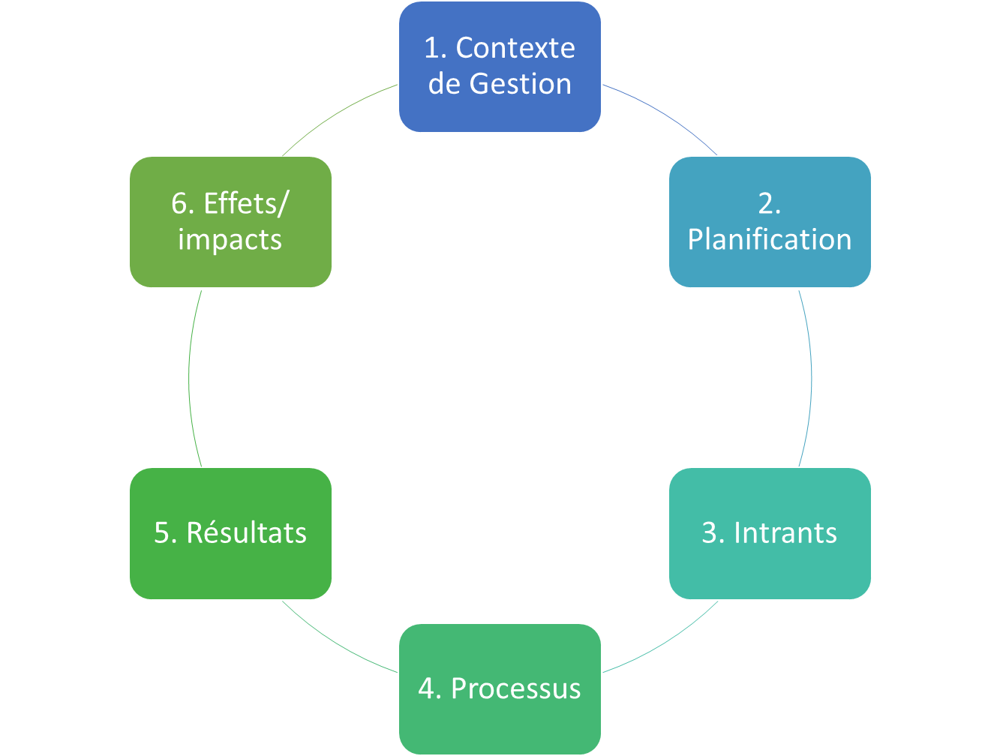 1. Contexte
de Gestion
2.
Planification
3. Intrants
4. Processus
5. Résultats
6. Effets/
impacts